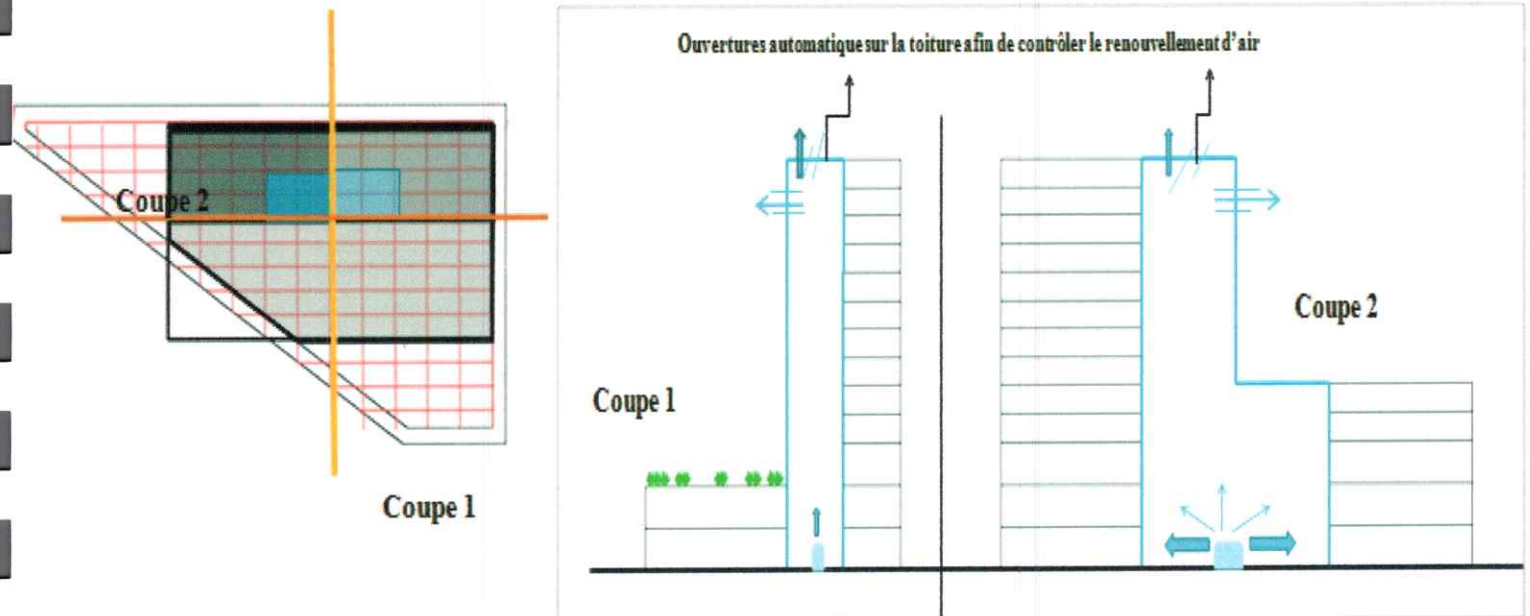 Ouvertures automatique sur la toiture afin de contrôler le renouvellement d'air
Coupe 2
Coupe 1
Coupe 1
Coupe 2